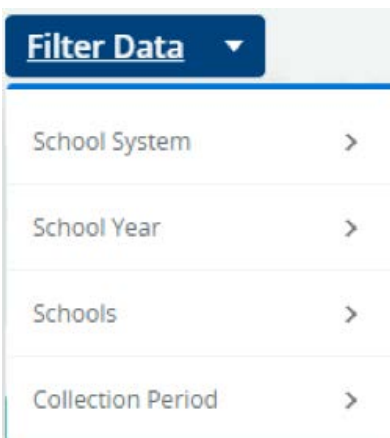 Filter Data
School System
School Year
Schools
Collection Period